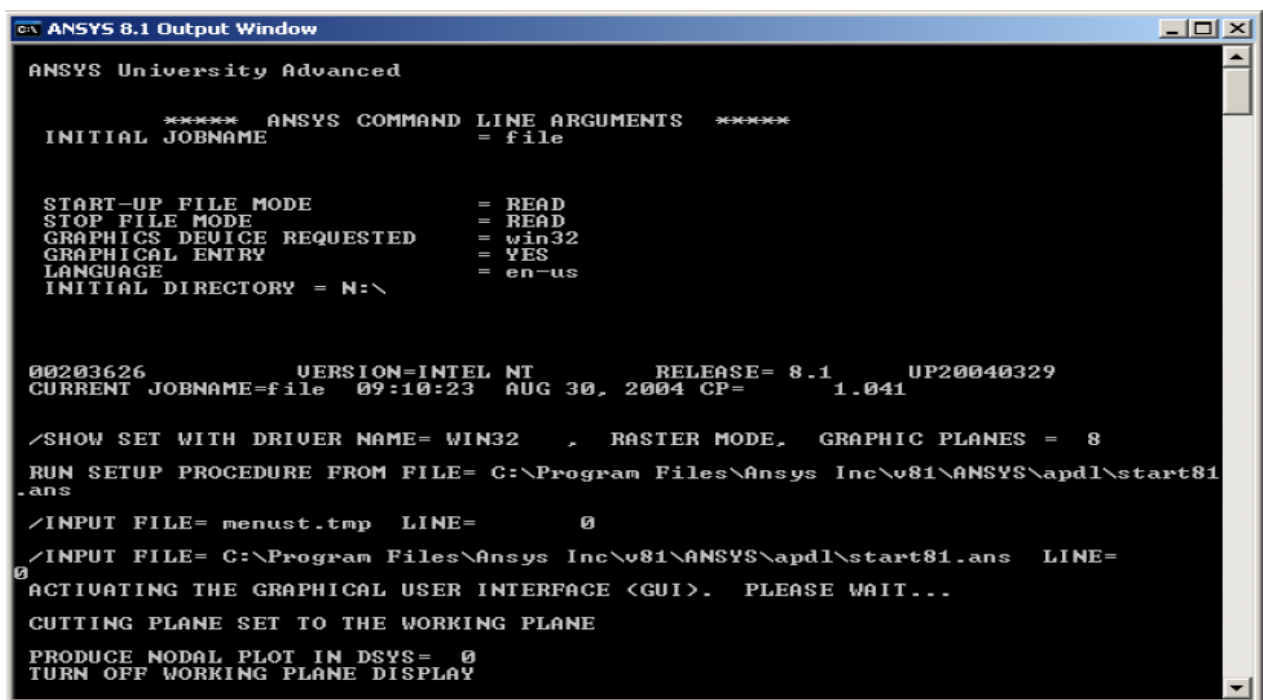 ANSYS 8.1 Output Window
ANSYS University Advanced
***** ANSYS COMMAND LINE ARGUMENTS *****
INITIAL JOBNAME = file
START-UP FILE MODE = READ
STOP FILE MODE = READ
GRAPHICS DEVICE REQUESTED = win32
GRAPHICAL ENTRY = YES
LANGUAGE = en-us
INITIAL DIRECTORY = N:\
00203626 VERSION=INTEL NT RELEASE= 8.1 UP20040329
CURRENT JOBNAME=file 09:10:23 AUG 30, 2004 CP= 1.041
/SHOW SET WITH DRIVER NAME= WIN32 , RASTER MODE, GRAPHIC PLANES = 8
RUN SETUP PROCEDURE FROM FILE= C:\Program Files\Ansys Inc\v81\ANSYS\apdl\start81
.ans
/INPUT FILE= menust.tmp LINE= 0
/INPUT FILE= C:\Program Files\Ansys Inc\v81\ANSYS\apdl\start81.ans LINE=
0
ACTIVATING THE GRAPHICAL USER INTERFACE (GUI). PLEASE WAIT...
CUTTING PLANE SET TO THE WORKING PLANE
PRODUCE NODAL PLOT IN DSYS= 0
TURN OFF WORKING PLANE DISPLAY